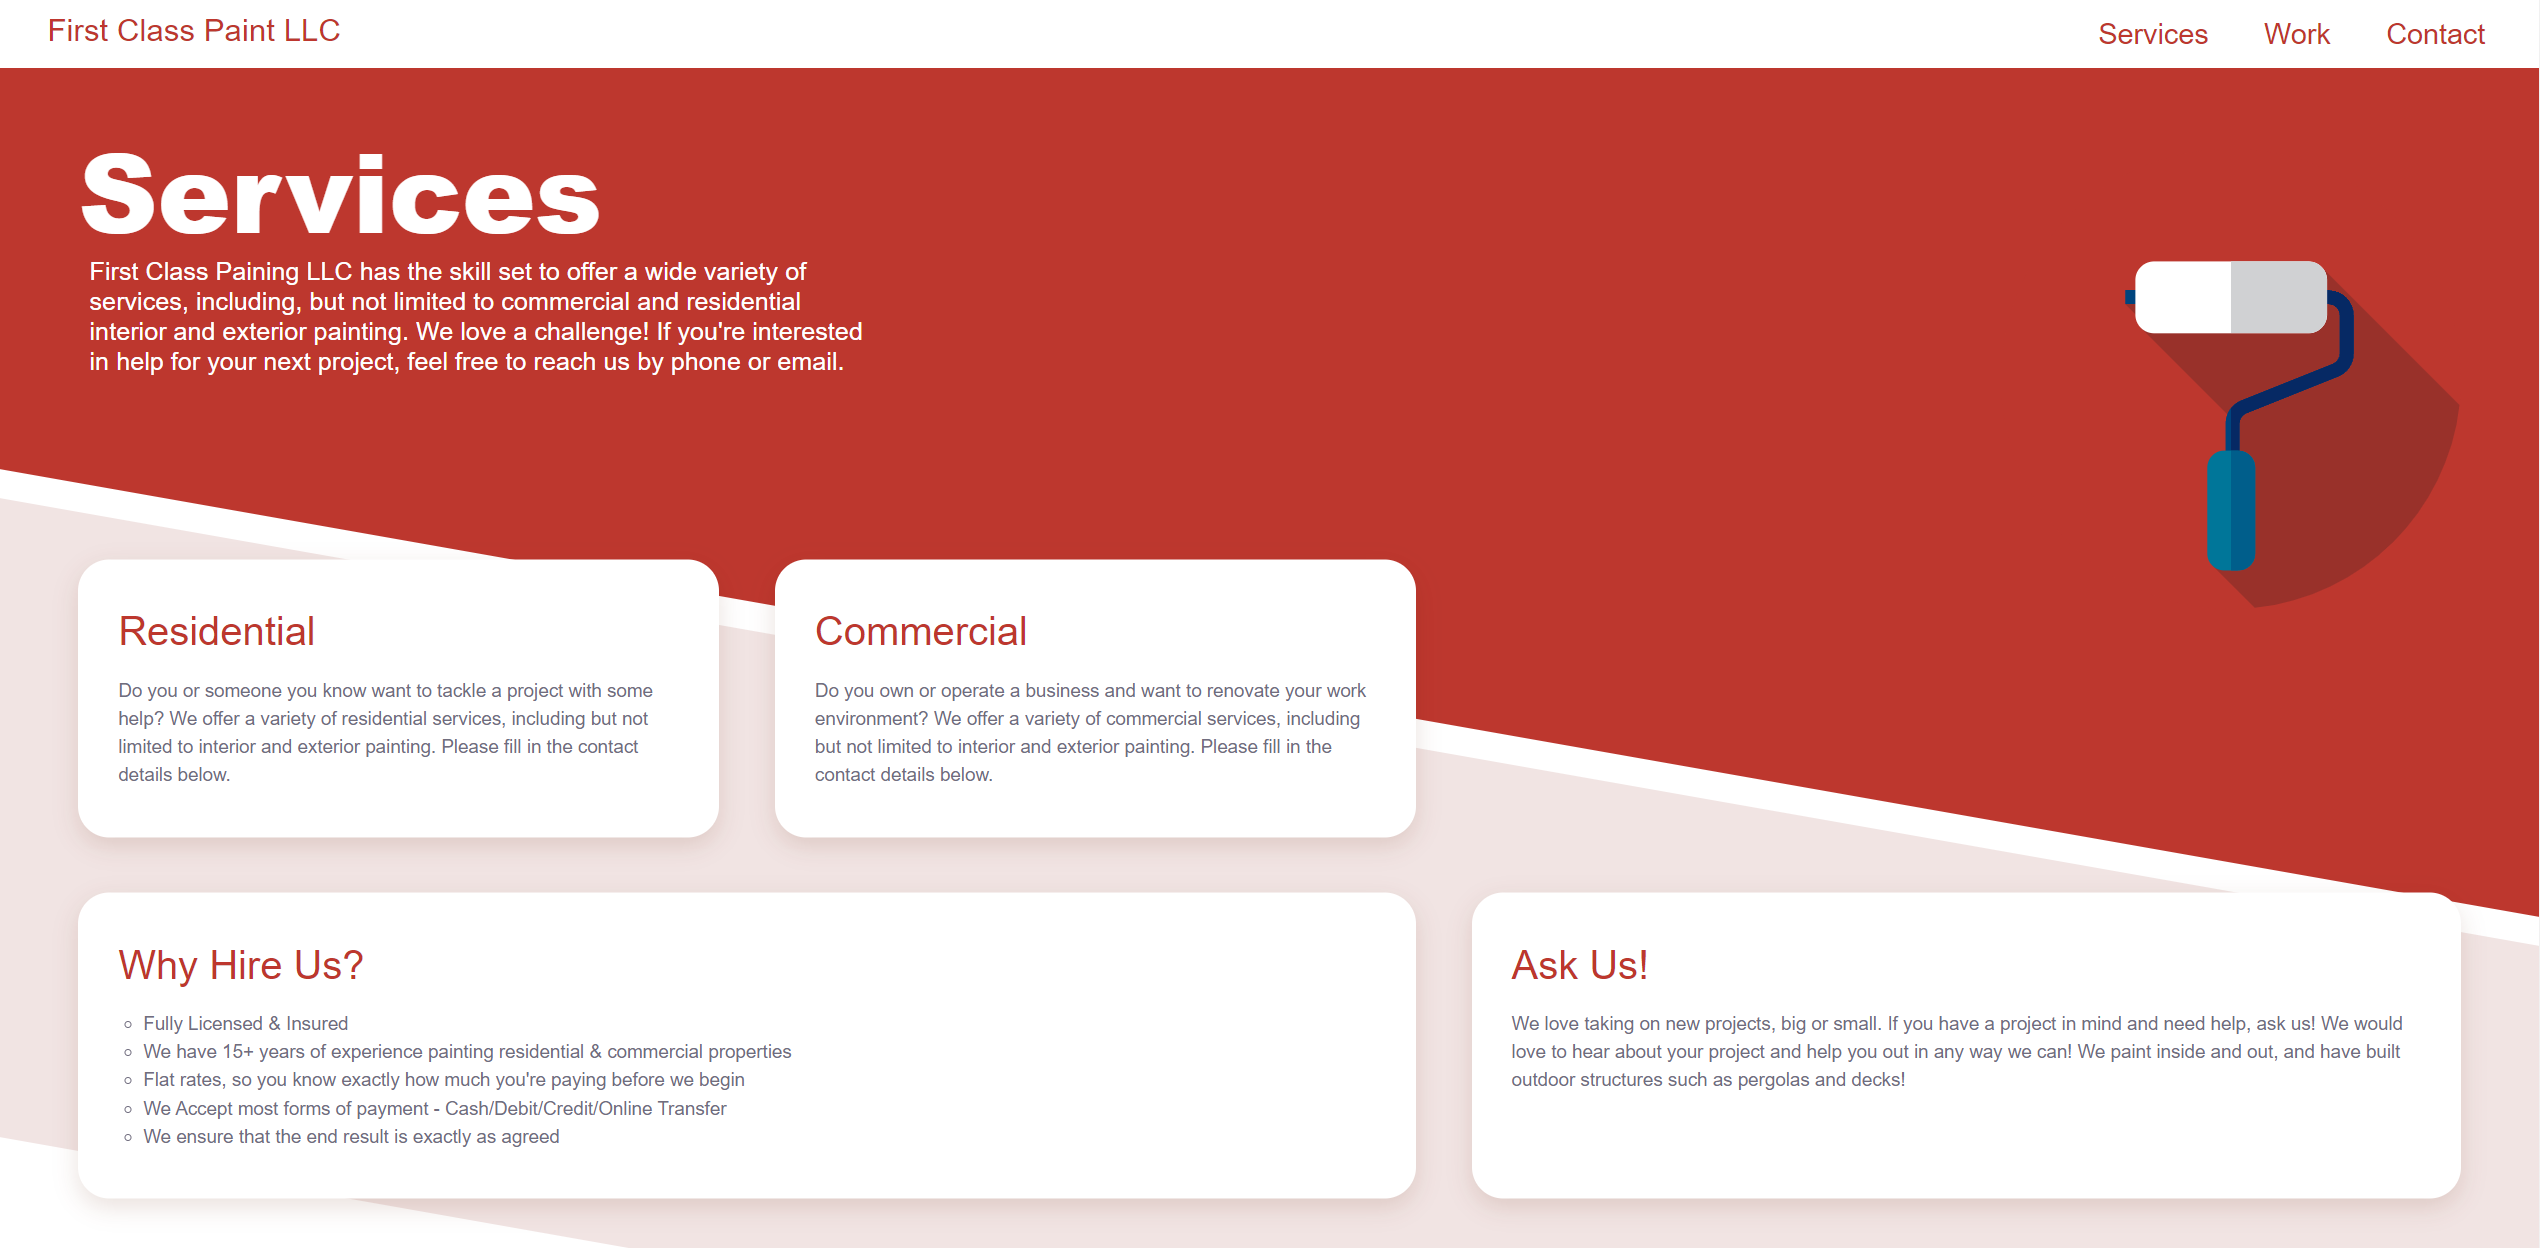 First Class Paint LLC
Services Work Contact
Services
First Class Paining LLC has the skill set to offer a wide variety of
services, including, but not limited to commercial and residential
interior and exterior painting. We love a challenge! If you're interested
in help for your next project, feel free to reach us by phone or email.
Residential
Do you or someone you know want to tackle a project with some
help? We offer a variety of residential services, including but not
limited to interior and exterior painting. Please fill in the contact
details below.
Commercial
Do you own or operate a business and want to renovate your work
environment? We offer a variety of commercial services, including
but not limited to interior and exterior painting. Please fill in the
contact details below.
Why Hire Us?
Fully Licensed & Insured
We have 15+ years of experience painting residential & commercial properties
Flat rates, so you know exactly how much you're paying before we begin
We Accept most forms of payment - Cash/Debit/Credit/Online Transfer
We ensure that the end result is exactly as agreed
Ask Us!
We love taking on new projects, big or small. If you have a project in mind and need help, ask us! We would
love to hear about your project and help you out in any way we can! We paint inside and out, and have built
outdoor structures such as pergolas and decks!